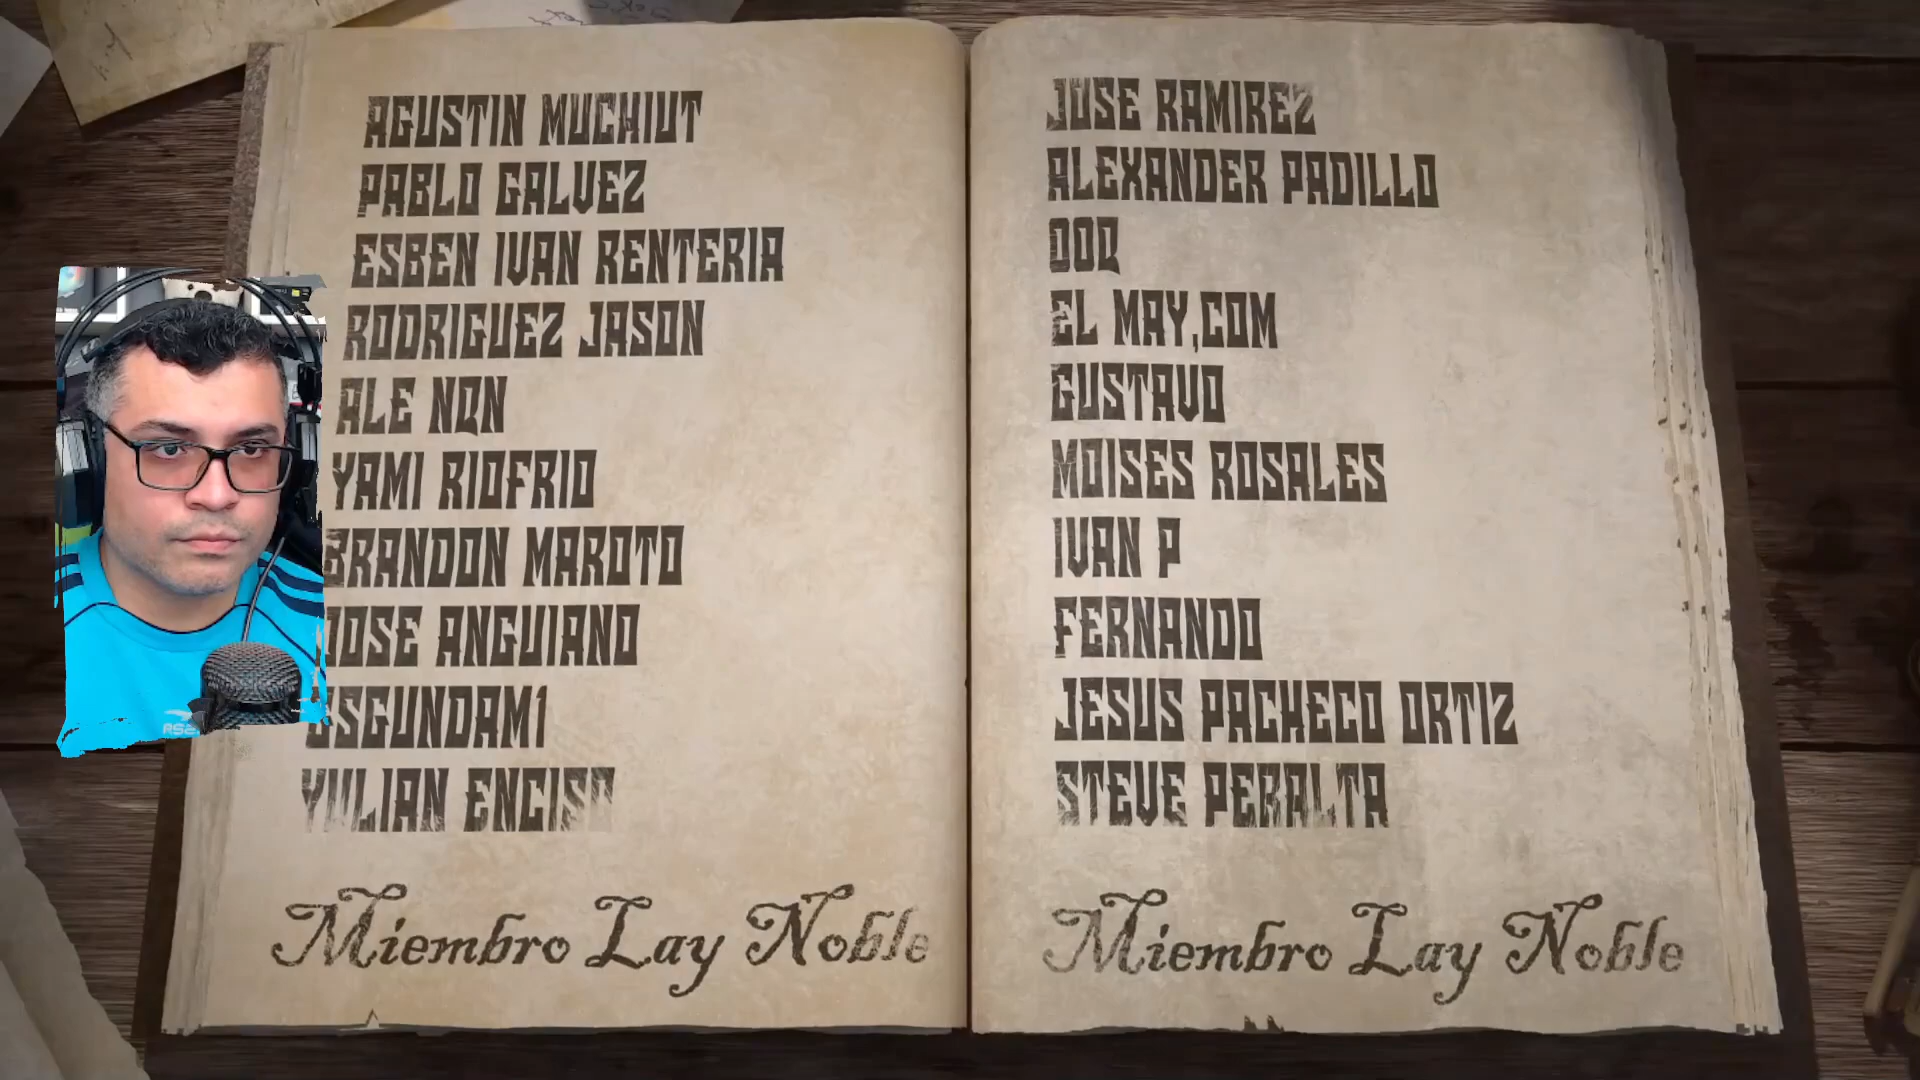 AGUSTIN MUCHIUT
PABLO GALVEZ
ESBEN IVAN RENTERIA
RODRIGUEZ JASON
ALE NQN
YAMI RIOFRIO
BRANDON MAROTO
JOSE ANGUIANO
YULIAN ENCISO
Miembro Lay Noble
JOSE RAMIREZ
ALEXANDER PADILLO
OOQ
EL MAY,COM
GUSTAVO
MOISES ROSALES
IVAN P
FERNANDO
JESUS PACHECO ORTIZ
STEVE PERALTA
Miembro Lay Noble